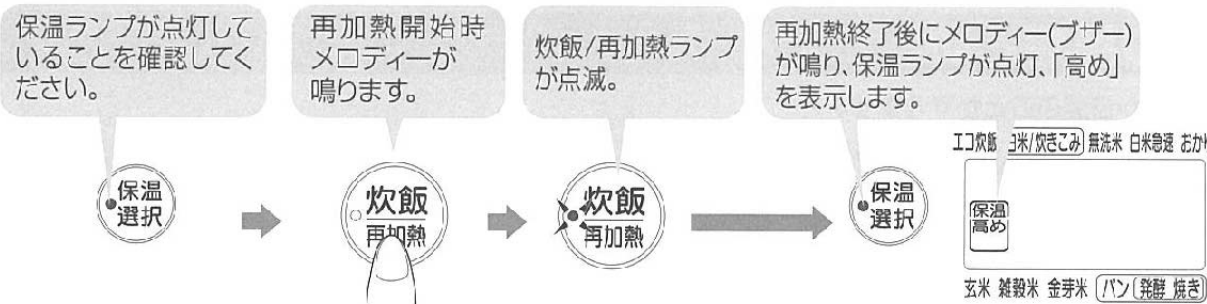 保温ランプが点灯して
いることを確認してく
ださい。
再加熱開始時
メロディーが
鳴ります。
炊飯/再加熱ランプ
が点滅。
再加熱終了後にメロディー(ブザー)
が鳴り、保温ランプが点灯、「高め」
を表示します。
保温
選択
炊飯
再加熱
炊飯
再加熱
保温
選択
エコ炊飯 白米/炊きこみ 無洗米 白米急速 おか
保温
高め
玄米 雑穀米 金芽米 パン 発酵 焼き